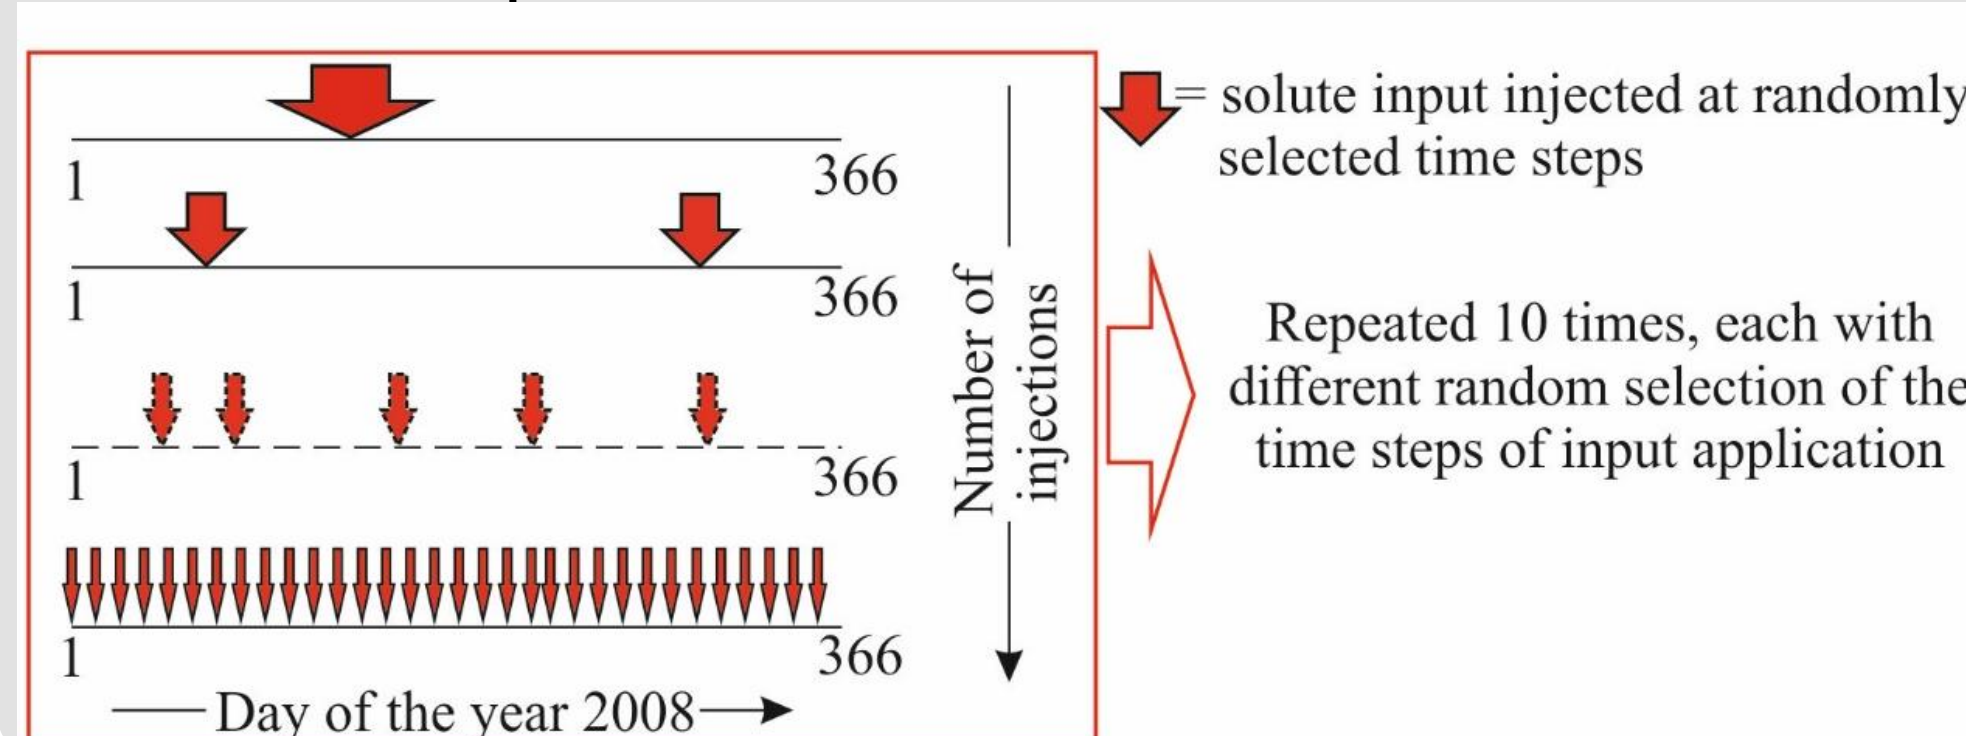 1
366
1
366
1
366
1
366
Day of the year 2008
Number of
injections
= solute input injected at randomly
selected time steps
Repeated 10 times, each with
different random selection of the
time steps of input application